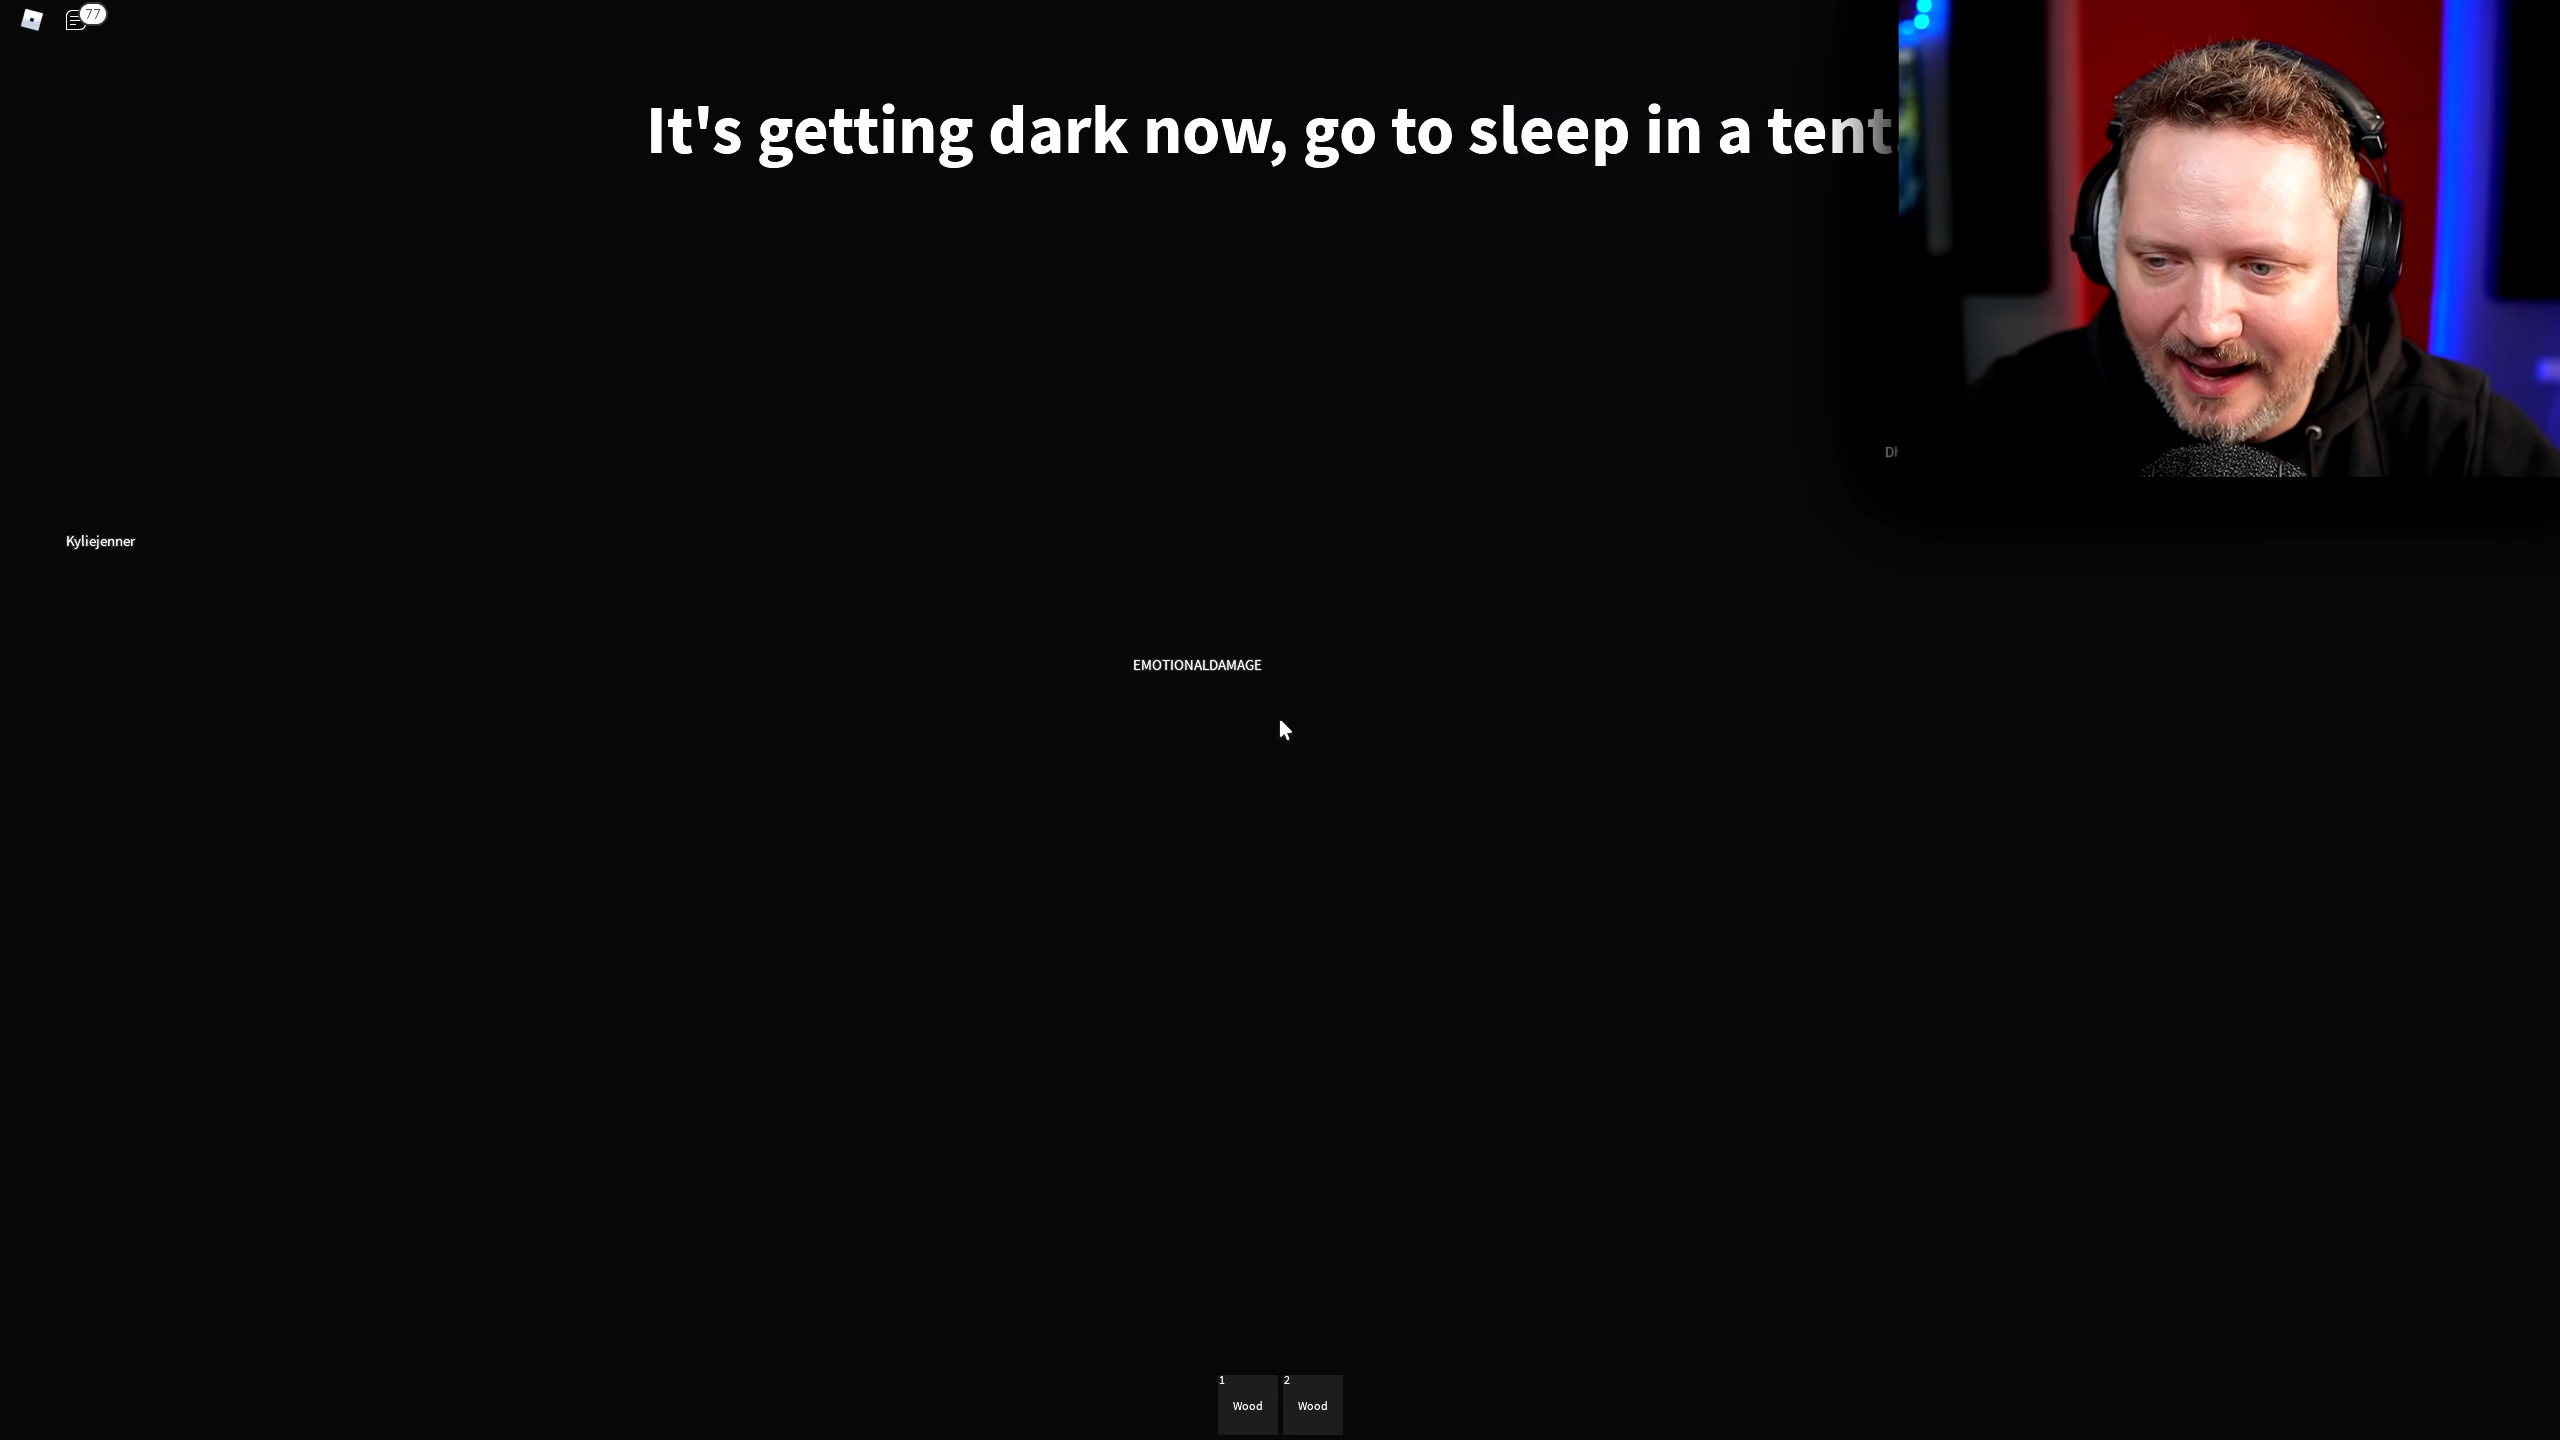 77
It's getting dark now, go to sleep in a tent
Kyliejenner
EMOTIONALDAMAGE
1
Wood
2
Wood